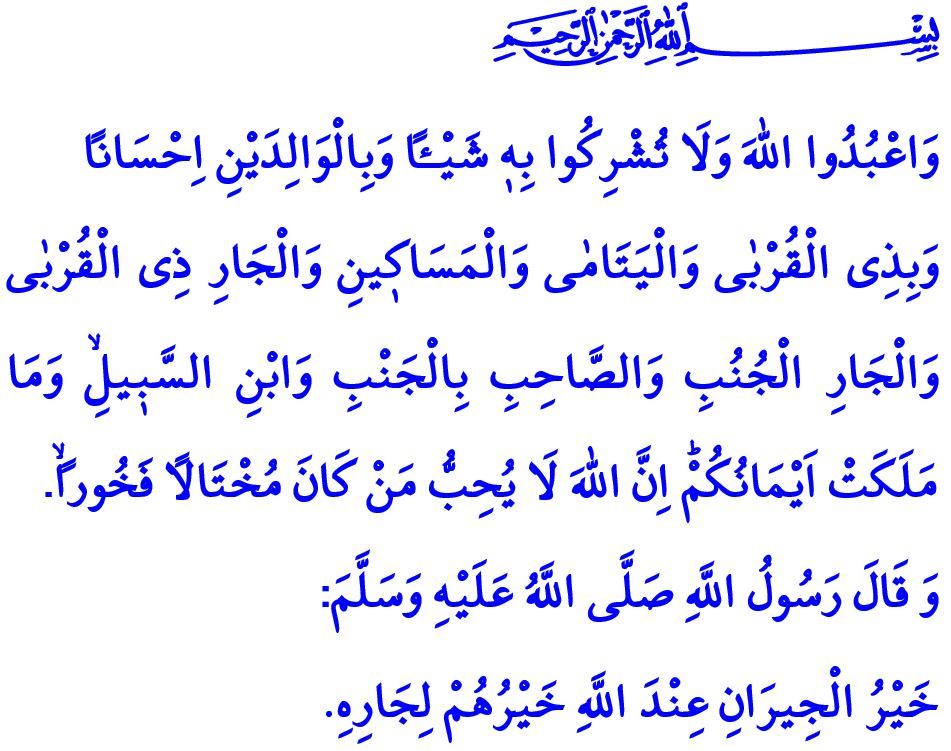 بِسْمِ اللّٰهِ الرَّحْمٰنِ الرَّحِيمِ
وَاعْبُدُوا اللّٰهَ وَلَا تُشْرِكُوا بِهٖ شَيْـًٔا وَبِالْوَالِدَيْنِ اِحْسَانًا
وَبِذِى الْقُرْبٰى وَالْيَتَامٰى وَالْمَسَاكٖينِ وَالْجَارِ ذِى الْقُرْبٰى
وَالْجَارِ الْجُنُبِ وَالصَّاحِبِ بِالْجَنْبِ وَابْنِ السَّبٖيلِۙ وَمَا
مَلَكَتْ اَيْمَانُكُمْۜ اِنَّ اللّٰهَ لَا يُحِبُّ مَنْ كَانَ مُخْتَالًا فَخُورًاۙ.
وَ قَالَ رَسُولُ اللَّهِ صَلَّى اللَّهُ عَلَيْهِ وَسَلَّمَ:
خَيْرُ الْجِيرَانِ عِنْدَ اللَّهِ خَيْرُهُمْ لِجَارِهِ.